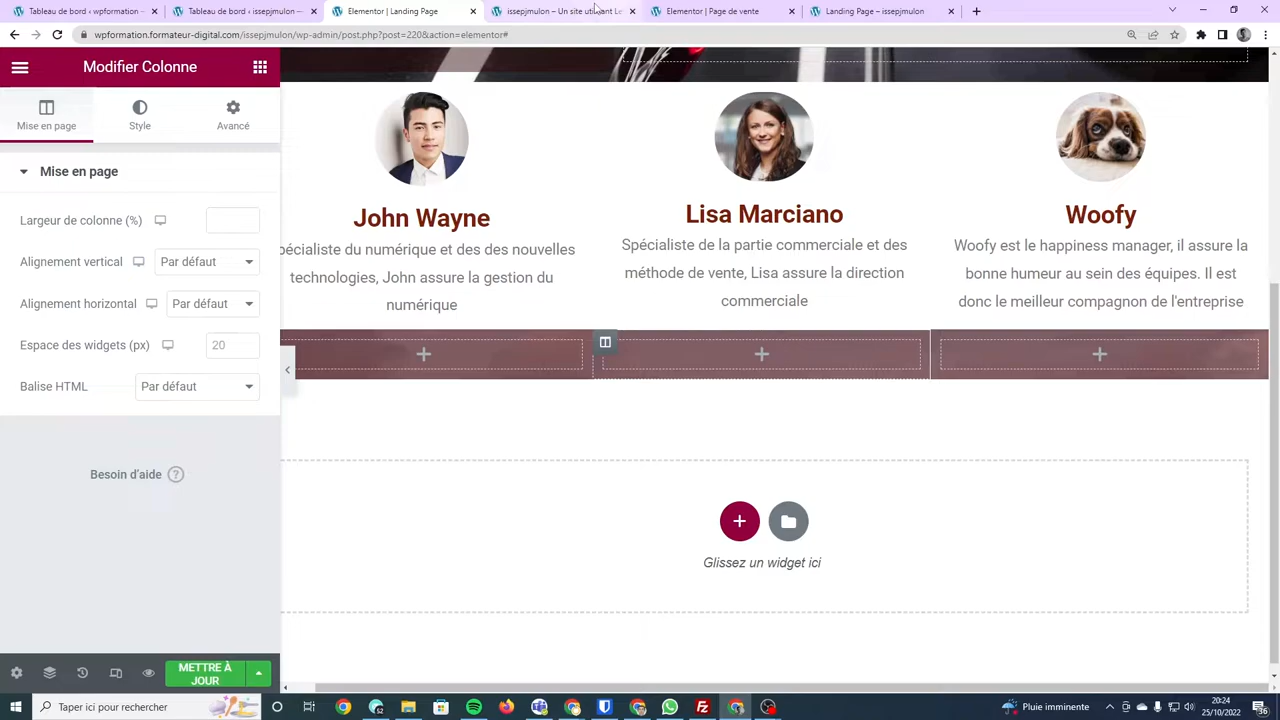 Tableau de bord ‹ issepjmulon
Elementor | Landing Page
issepjmulon – Un site utilisant
Elementor | Page de vente
Landing Page – issepjmulon
wpformation.formateur-digital.com/issepjmulon/wp-admin/post.php?post=220&action=elementor#
Modifier Colonne
Mise en page
Style
Avancé
Mise en page
Largeur de colonne (%)
Alignement vertical
Par défaut
Alignement horizontal
Par défaut
Espace des widgets (px)
20
Balise HTML
Par défaut
Besoin d'aide ?
METTRE À
JOUR
John Wayne
pécialiste du numérique et des des nouvelles
technologies, John assure la gestion du
numérique
Lisa Marciano
Spécialiste de la partie commerciale et des
méthode de vente, Lisa assure la direction
commerciale
Woofy
Woofy est le happiness manager, il assure la
bonne humeur au sein des équipes. Il est
donc le meilleur compagnon de l'entreprise
Glissez un widget ici
Taper ici pour rechercher
Pluie imminente
20:24
25/10/2022